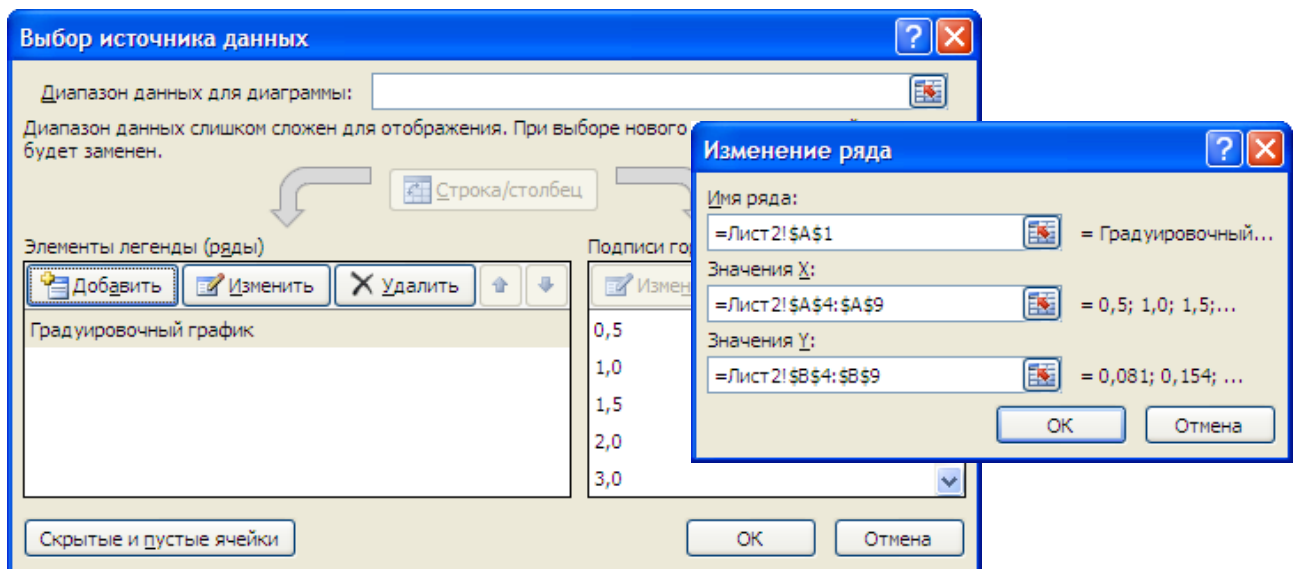 Выбор источника данных
Диапазон данных для диаграммы:
Диапазон данных слишком сложен для отображения. При выборе нового
будет заменен.
Строка/столбец
Элементы легенды (ряды)
Добавить Изменить Удалить
Градуировочный график
Подписи го
Измен
0,5
1,0
1,5
2,0
3,0
Скрытые и пустые ячейки
ОК Отмена
Изменение ряда
Имя ряда:
=Лист2!$A$1 = Градуировочный...
Значения X:
=Лист2!$A$4:$A$9 = 0,5; 1,0; 1,5;...
Значения Y:
=Лист2!$B$4:$B$9 = 0,081; 0,154; ...
ОК Отмена